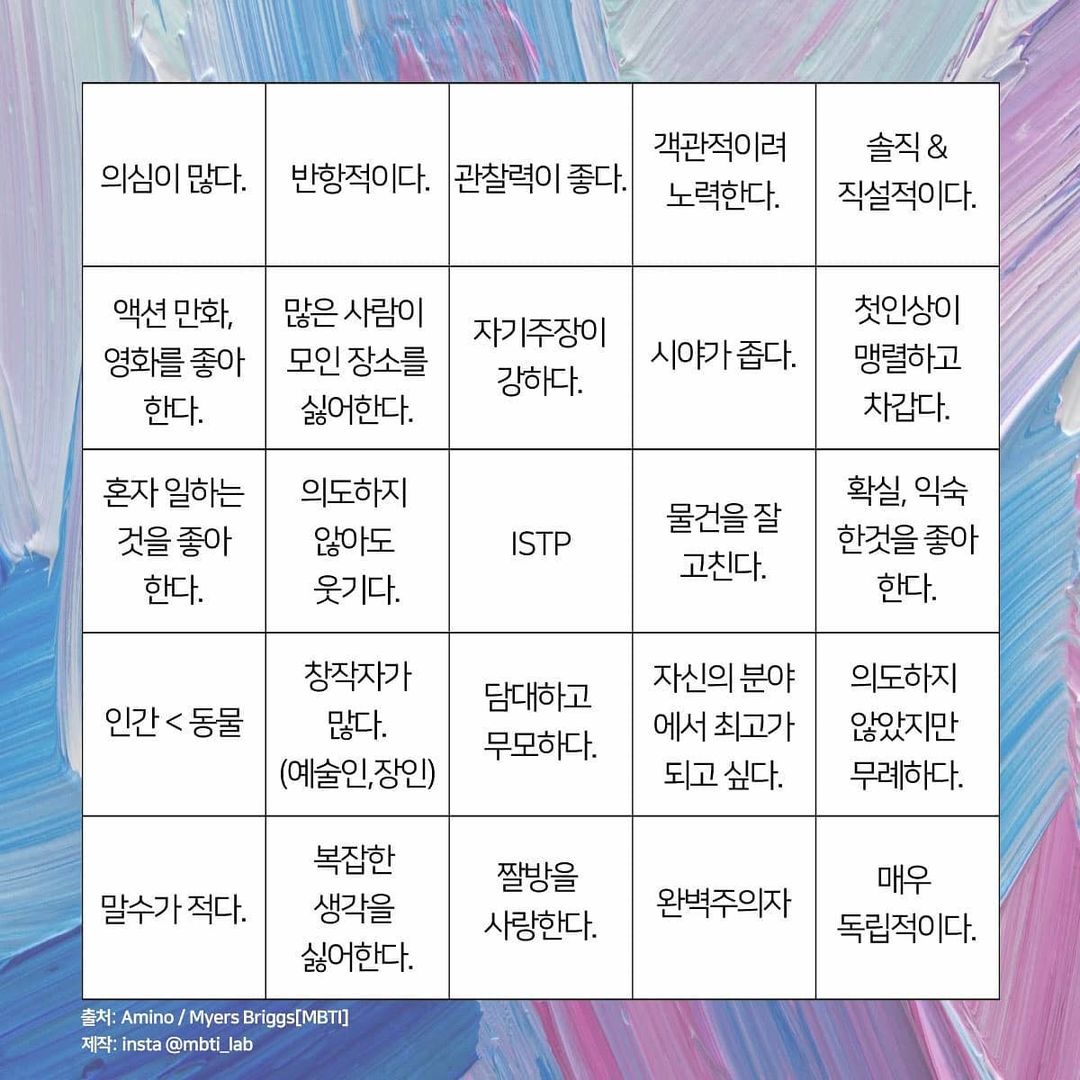 의심이 많다.
반항적이다.
관찰력이 좋다.
객관적이려
노력한다.
솔직 &
직설적이다.
액션 만화,
영화를 좋아
한다.
많은 사람이
모인 장소를
싫어한다.
자기주장이
강하다.
시야가 좁다.
첫인상이
맹렬하고
차갑다.
혼자 일하는
것을 좋아
한다.
의도하지
않아도
웃기다.
ISTP
물건을 잘
고친다.
확실, 익숙
한것을 좋아
한다.
인간 < 동물
창작자가
많다.
(예술인,장인)
담대하고
무모하다.
자신의 분야
에서 최고가
되고 싶다.
의도하지
않았지만
무례하다.
말수가 적다.
복잡한
생각을
싫어한다.
짤방을
사랑한다.
완벽주의자
매우
독립적이다.
출처: Amino / Myers Briggs[MBTI]
제작: insta @mbti_lab